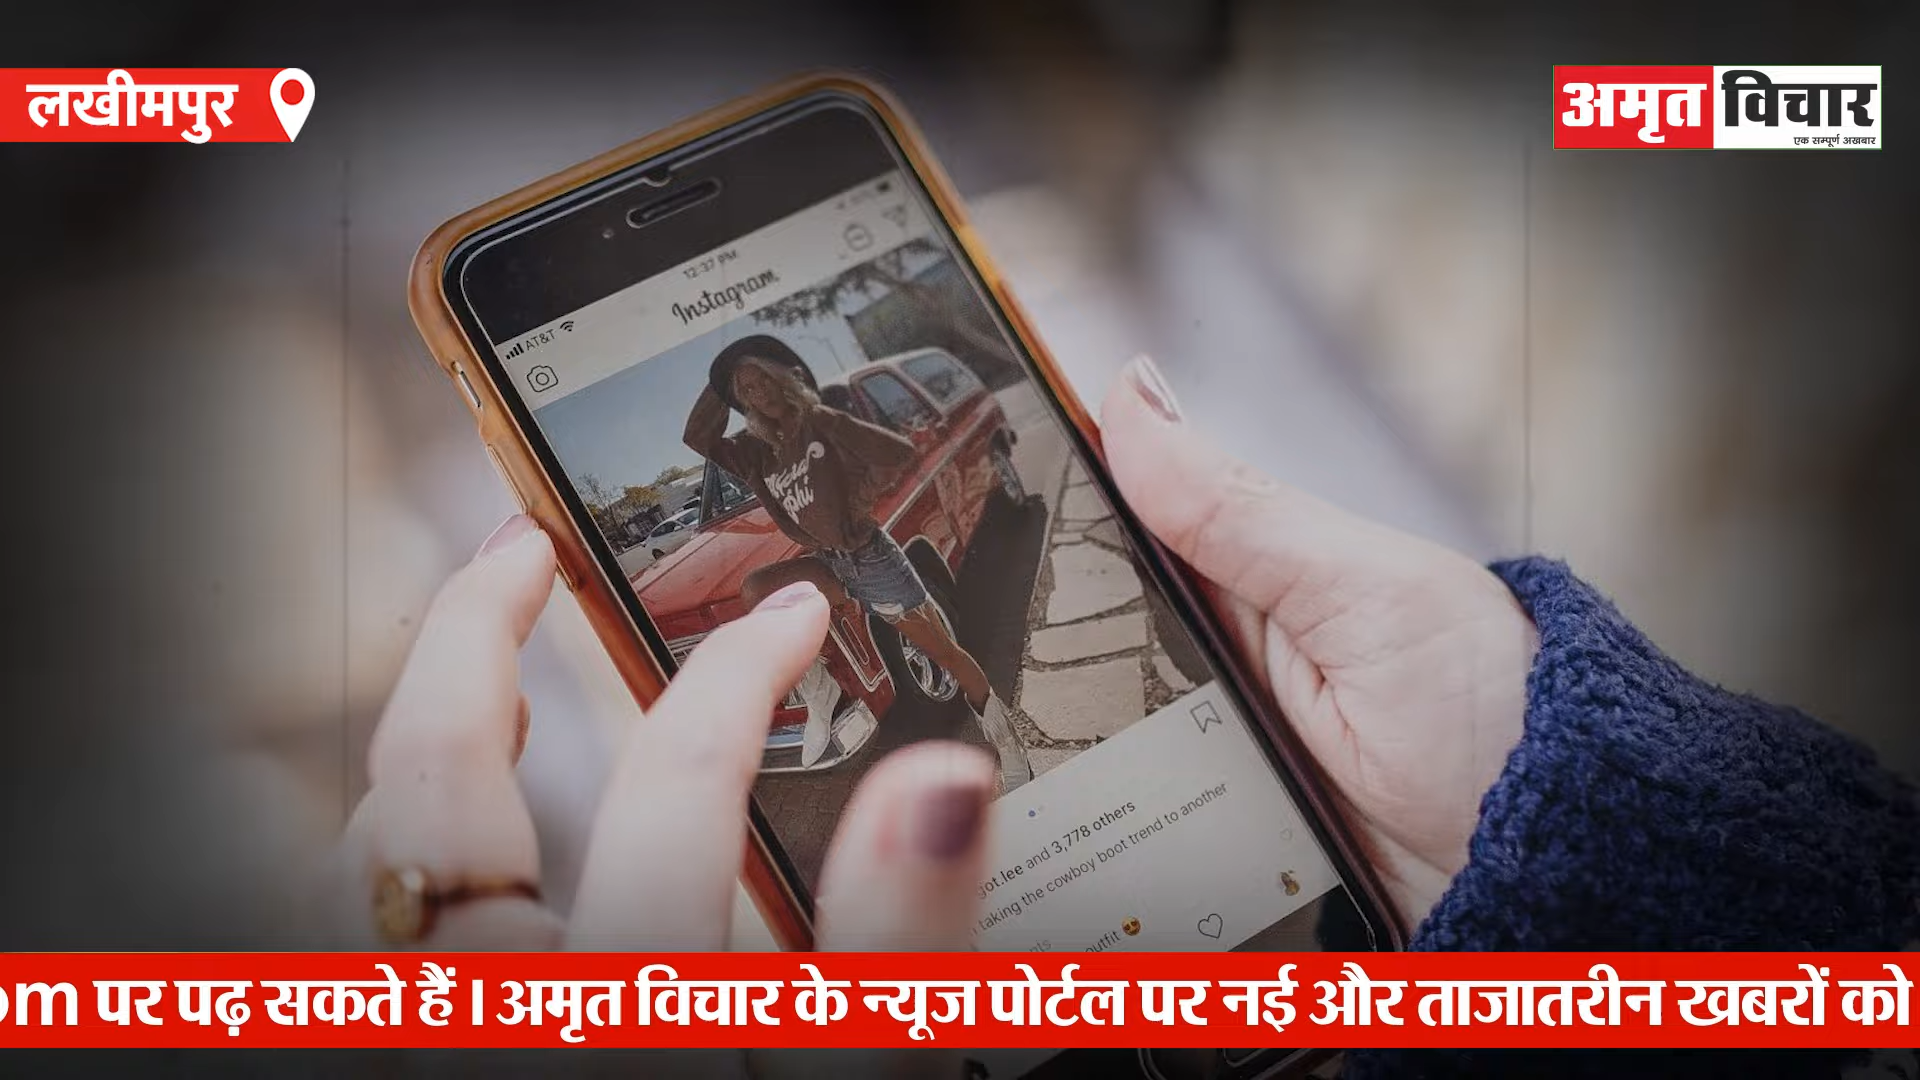 लखीमपुर
अमृत विचार
एक सम्पूर्ण अखबार
12:37 PM
AT&T
Instagram
got.lee and 3,778 others
taking the cowboy boot trend to another
outfit
om पर पढ़ सकते हैं । अमृत विचार के न्यूज पोर्टल पर नई और ताजातरीन खबरों को